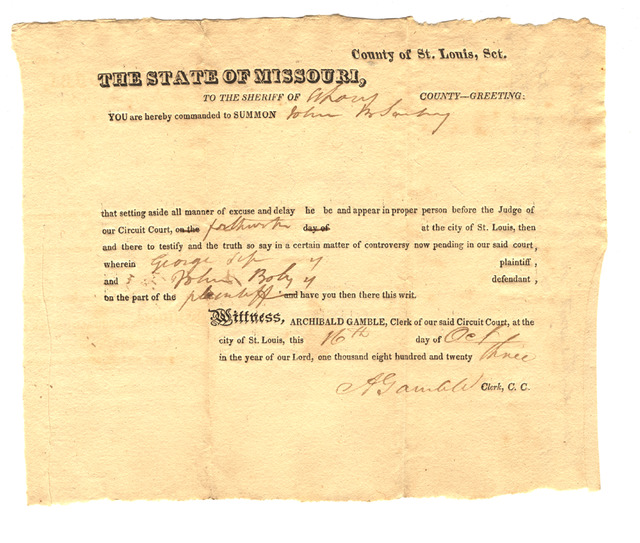 County of St. Louis, Sct.
THE STATE OF MISSOURI,
TO THE SHERIFF OF COUNTY—GREETING:
YOU are hereby commanded to SUMMON John
that setting aside all manner of excuse and delay he be and appear in proper person before the Judge of
our Circuit Court, on the forthwith day of at the city of St. Louis, then
and there to testify and the truth so say in a certain matter of controversy now pending in our said court,
wherein George plaintiff,
and John defendant,
on the part of the plaintiff and have you then there this writ.
Wittness, ARCHIBALD GAMBLE, Clerk of our said Circuit Court, at the
city of St. Louis, this 16th day of Oct
in the year of our Lord, one thousand eight hundred and twenty three
A Gamble Clerk, C. C.